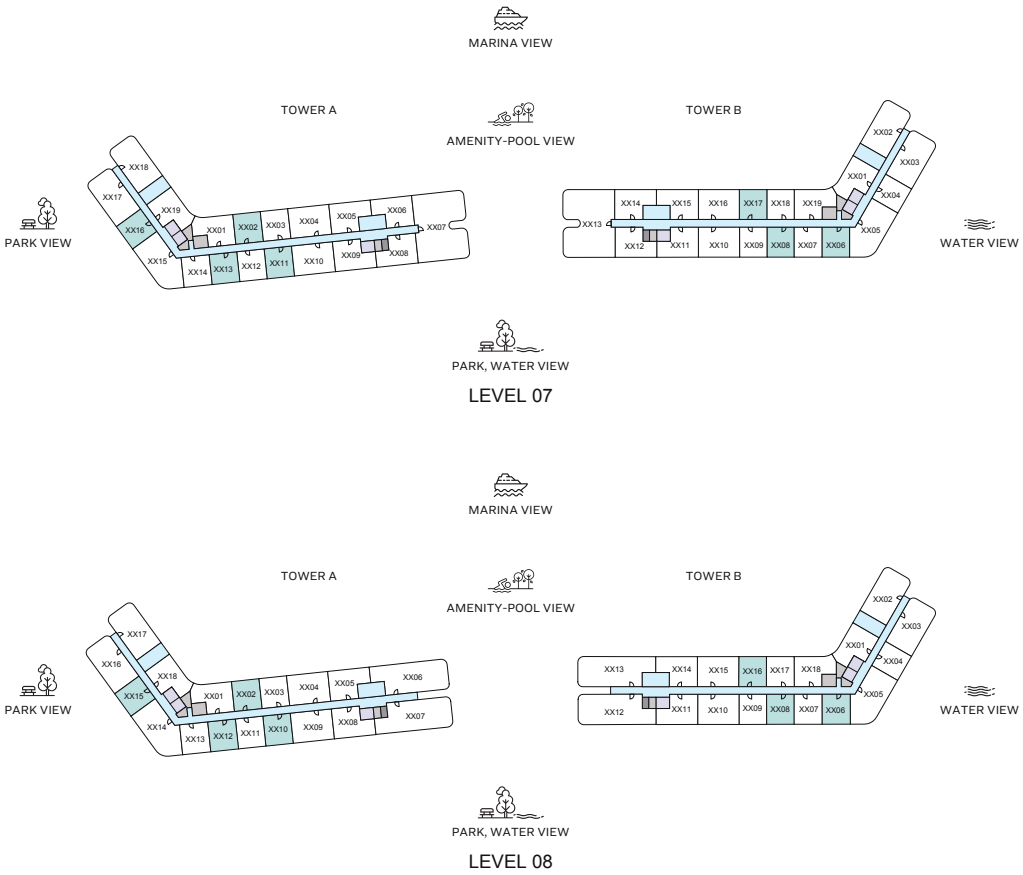 MARINA VIEW
TOWER A
TOWER B
AMENITY-POOL VIEW
PARK VIEW
WATER VIEW
XX18
XX17
XX19
XX16
XX15
XX14
XX01
XX13
XX02
XX12
XX03
XX11
XX04
XX10
XX05
XX09
XX06
XX08
XX07
XX13
XX14
XX12
XX15
XX11
XX16
XX10
XX17
XX09
XX18
XX08
XX19
XX07
XX06
XX01
XX02
XX03
XX04
XX05
PARK, WATER VIEW
LEVEL 07
MARINA VIEW
TOWER A
TOWER B
AMENITY-POOL VIEW
PARK VIEW
WATER VIEW
XX17
XX16
XX18
XX15
XX14
XX13
XX01
XX12
XX02
XX11
XX03
XX10
XX04
XX09
XX05
XX08
XX06
XX07
XX13
XX12
XX14
XX11
XX15
XX10
XX16
XX09
XX17
XX08
XX18
XX07
XX06
XX01
XX02
XX03
XX04
XX05
PARK, WATER VIEW
LEVEL 08